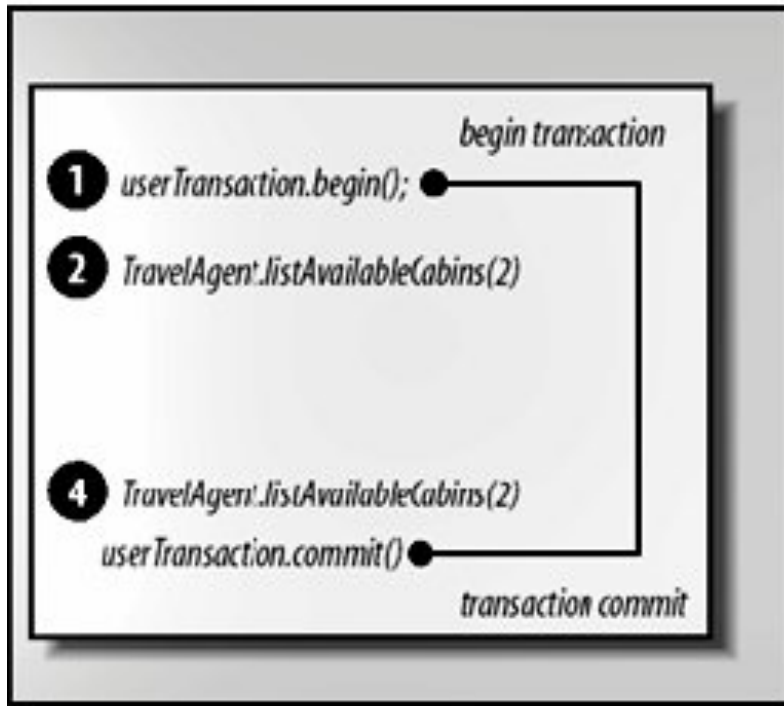 begin transaction
1 userTransaction.begin();
2 TravelAgent.listAvailableCabins(2)
4 TravelAgent.listAvailableCabins(2)
userTransaction.commit()
transaction commit